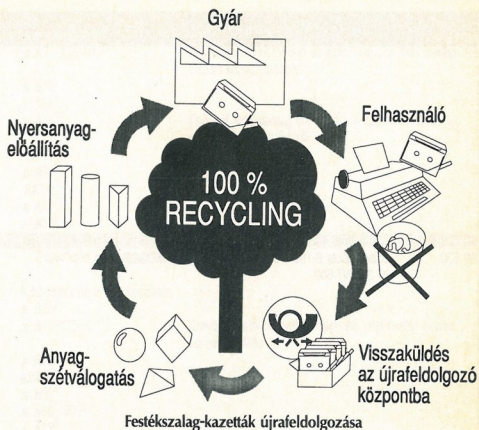 Gyár
Felhasználó
Nyersanyag-
előállítás
100 %
RECYCLING
Anyag-
szétválogatás
Visszaküldés
az újrafeldolgozó
központba
Festékszalag-kazetták újrafeldolgozása